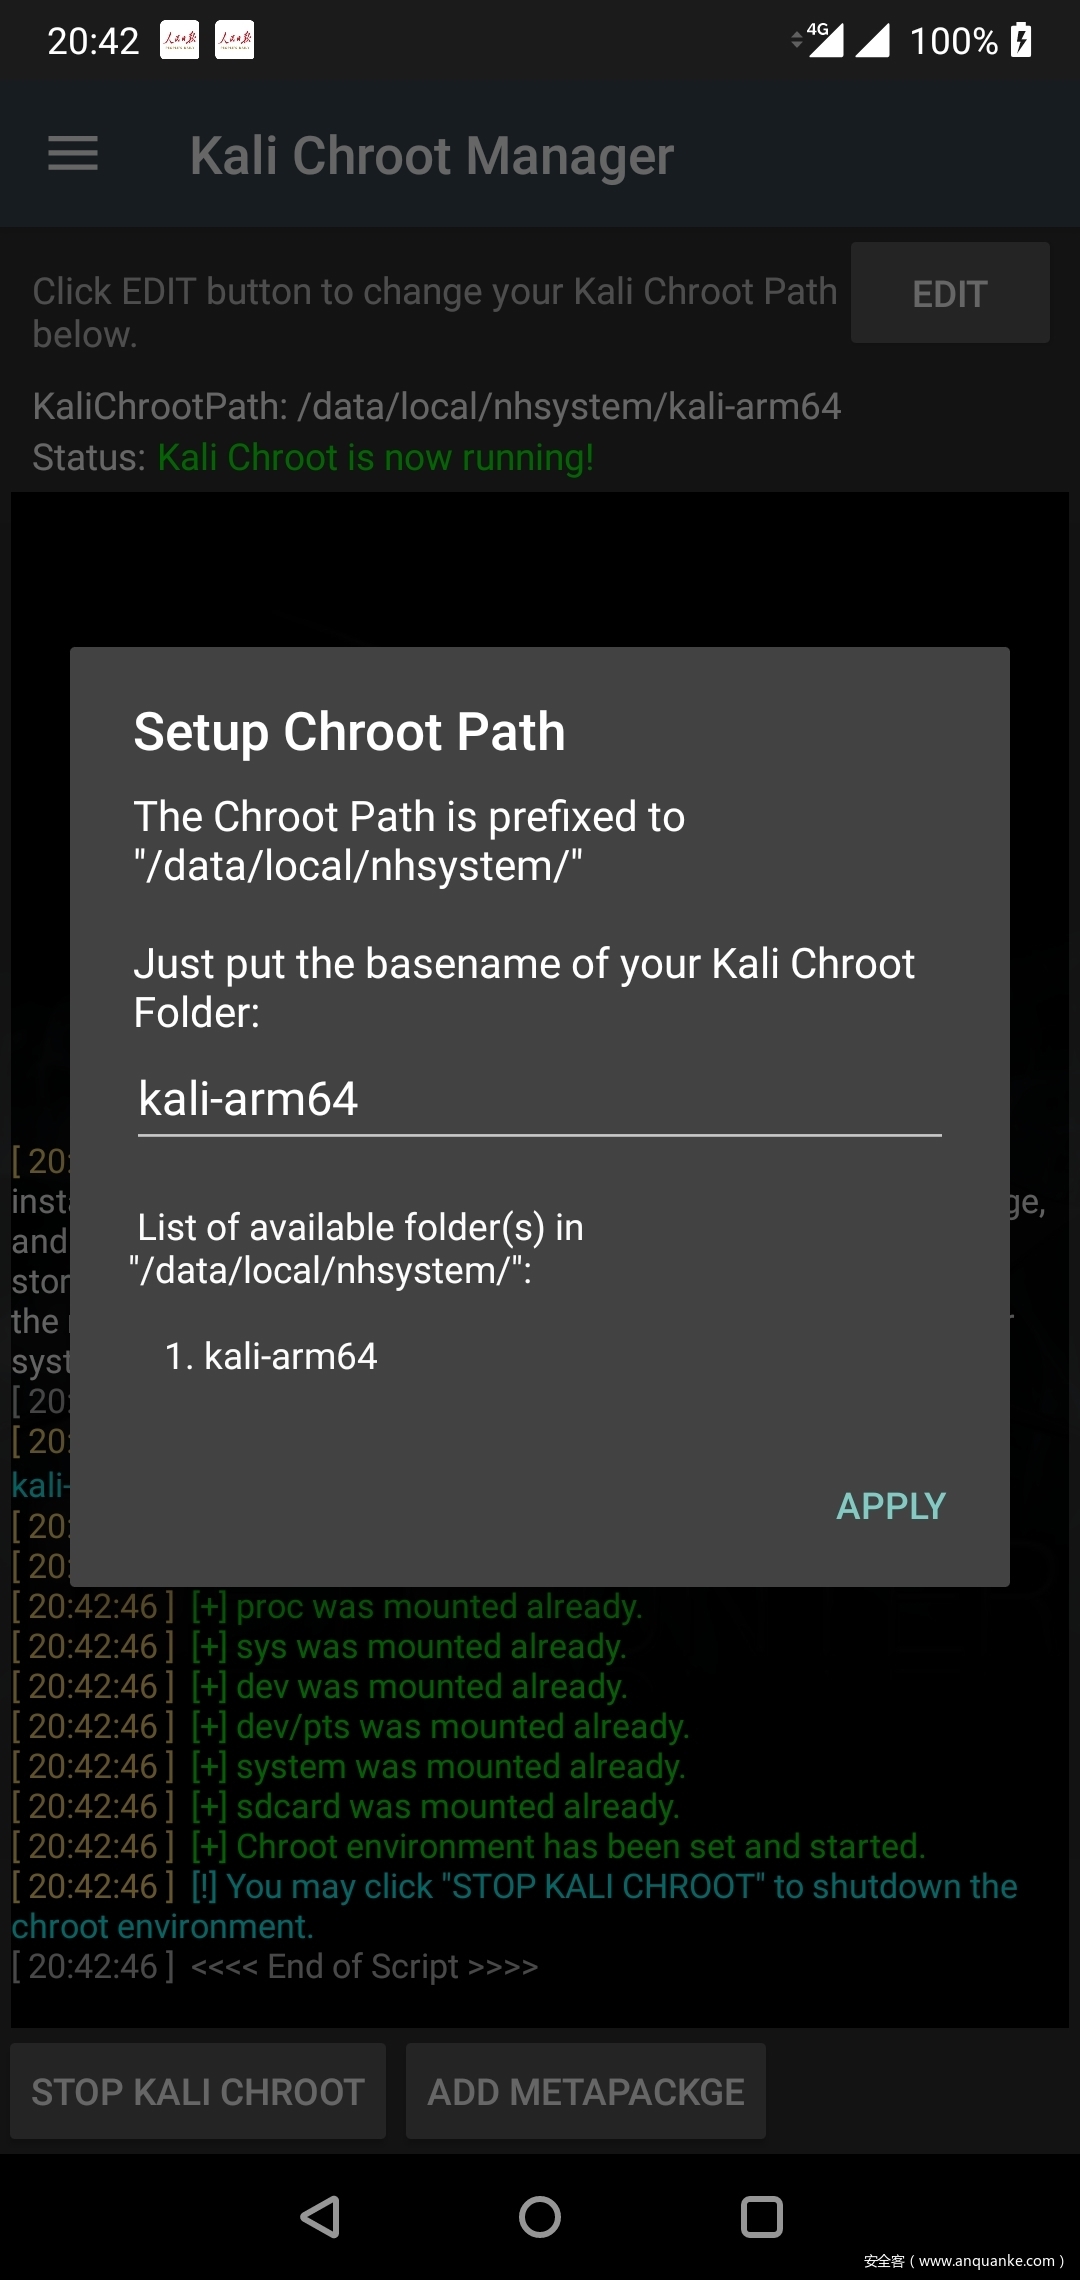 20:42
人民日报
人民日报
4G
100%
Kali Chroot Manager
Click EDIT button to change your Kali Chroot Path
below.
EDIT
KaliChrootPath: /data/local/nhsystem/kali-arm64
Status: Kali Chroot is now running!
Setup Chroot Path
The Chroot Path is prefixed to
"/data/local/nhsystem/"
Just put the basename of your Kali Chroot
Folder:
kali-arm64
List of available folder(s) in
"/data/local/nhsystem/":
1. kali-arm64
APPLY
[ 20:
and
the
[ 20:
[ 20:
kali-
[ 20:
[ 20:
[ 20:42:46 ] [+] proc was mounted already.
[ 20:42:46 ] [+] sys was mounted already.
[ 20:42:46 ] [+] dev was mounted already.
[ 20:42:46 ] [+] dev/pts was mounted already.
[ 20:42:46 ] [+] system was mounted already.
[ 20:42:46 ] [+] sdcard was mounted already.
[ 20:42:46 ] [+] Chroot environment has been set and started.
[ 20:42:46 ] [!] You may click "STOP KALI CHROOT" to shutdown the
chroot environment.
[ 20:42:46 ] <<<< End of Script >>>>
STOP KALI CHROOT
ADD METAPACKGE
安全客（www.anquanke.com）